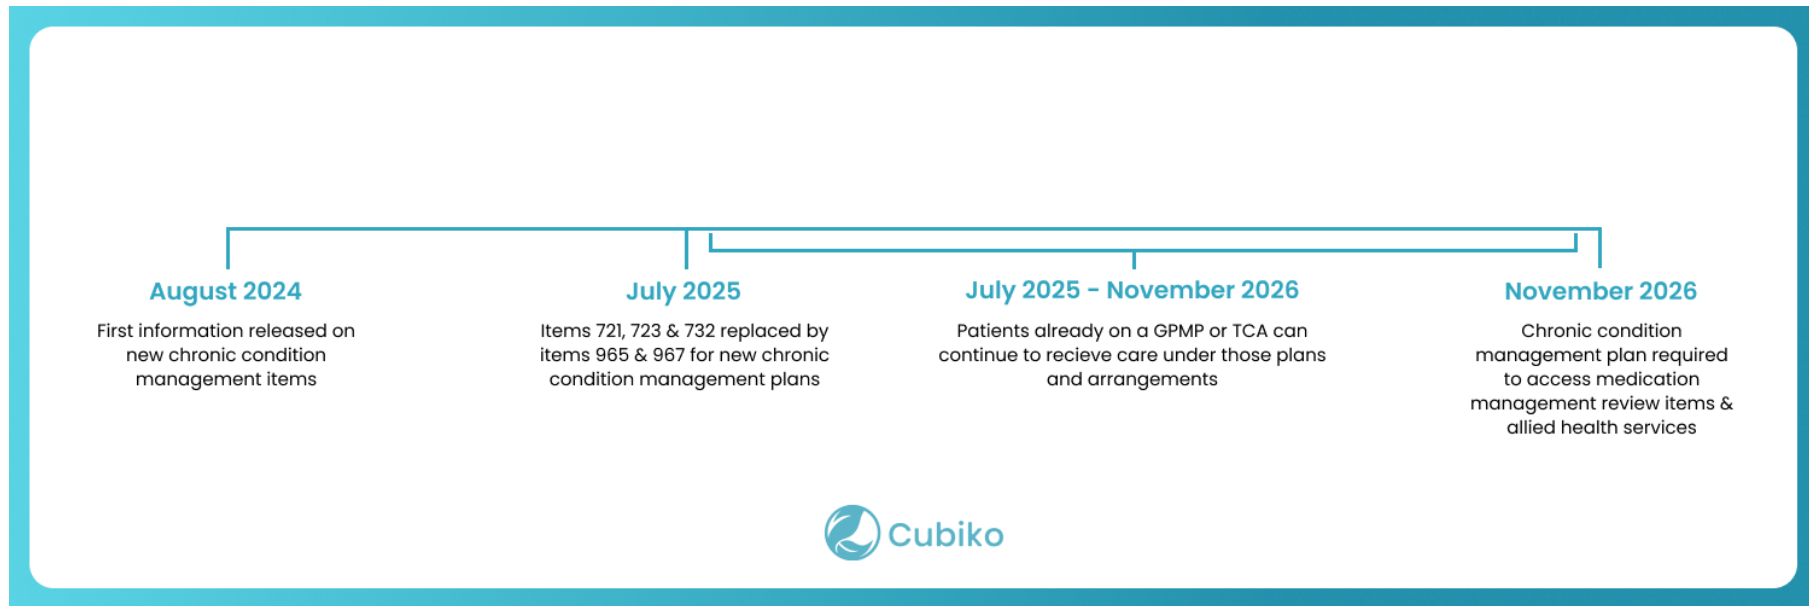 August 2024
First information released on
new chronic condition
management items
July 2025
Items 721, 723 & 732 replaced by
items 965 & 967 for new chronic
condition management plans
July 2025 - November 2026
Patients already on a GPMP or TCA can
continue to recieve care under those plans
and arrangements
November 2026
Chronic condition
management plan required
to access medication
management review items &
allied health services
Cubiko